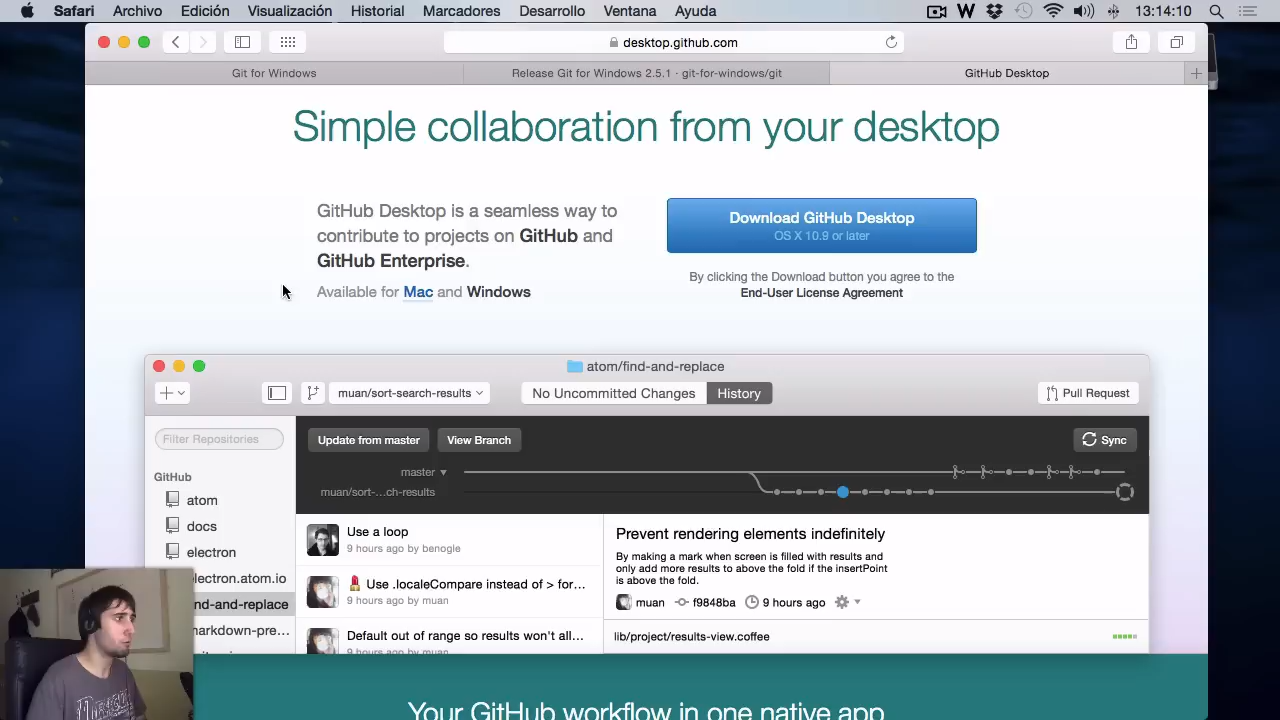 Safari Archivo Edición Visualización Historial Marcadores Desarrollo Ventana Ayuda W 13:14:10
desktop.github.com
Git for Windows Release Git for Windows 2.5.1 · git-for-windows/git GitHub Desktop
Simple collaboration from your desktop
GitHub Desktop is a seamless way to
contribute to projects on GitHub and
GitHub Enterprise.
Available for Mac and Windows
Download GitHub Desktop
OS X 10.9 or later
By clicking the Download button you agree to the
End-User License Agreement
atom/find-and-replace
muan/sort-search-results No Uncommitted Changes History Pull Request
Filter Repositories
Update from master View Branch Sync
master
muan/sort-...ch-results
GitHub
atom
docs
electron
electron.atom.io
nd-and-replace
arkdown-pre...
Use a loop
9 hours ago by benogle
Use .localeCompare instead of > for...
9 hours ago by muan
Default out of range so results won't all...
9 hours ago by muan
Prevent rendering elements indefinitely
By making a mark when screen is filled with results and
only add more results to above the fold if the insertPoint
is above the fold.
muan f9848ba 9 hours ago
lib/project/results-view.coffee
Your GitHub workflow in one native app